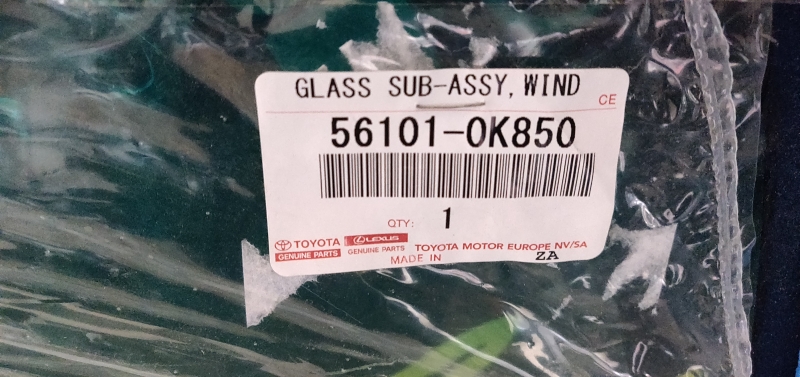 GLASS SUB-ASSY, WIND
CE
56101-0K850
QTY: 1
TOYOTA LEXUS
GENUINE PARTS GENUINE PARTS TOYOTA MOTOR EUROPE NV/SA
MADE IN ZA